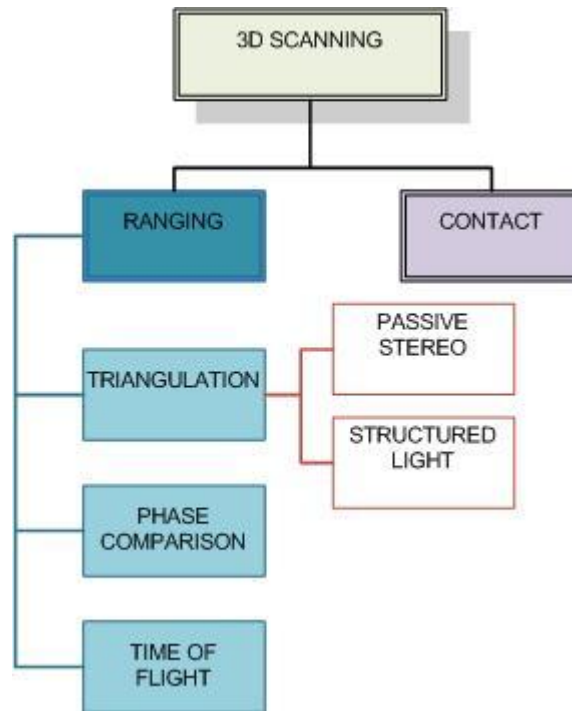 3D SCANNING
RANGING
CONTACT
TRIANGULATION
PASSIVE
STEREO
STRUCTURED
LIGHT
PHASE
COMPARISON
TIME OF
FLIGHT